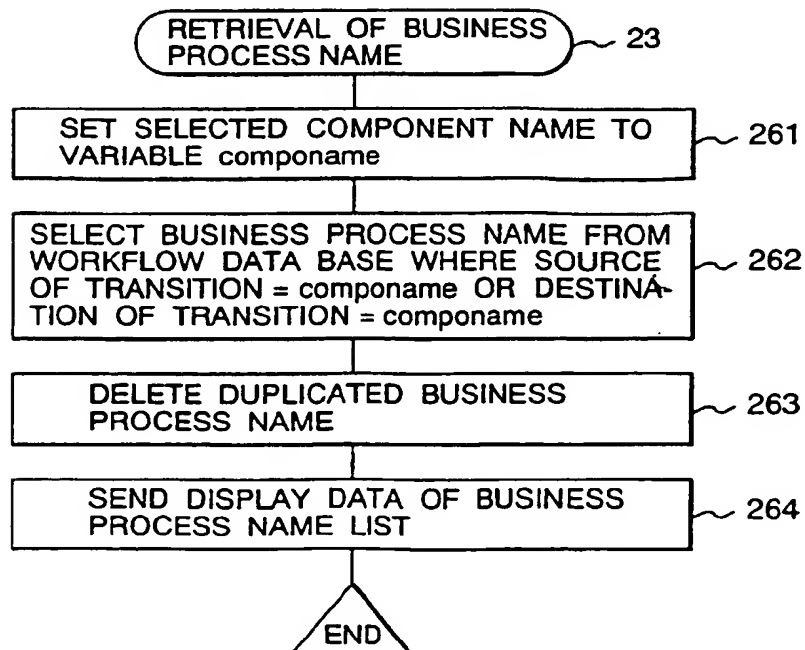 RETRIEVAL OF BUSINESS
PROCESS NAME
23
SET SELECTED COMPONENT NAME TO
VARIABLE componame
261
SELECT BUSINESS PROCESS NAME FROM
WORKFLOW DATA BASE WHERE SOURCE
OF TRANSITION = componame OR DESTINA-
TION OF TRANSITION = componame
262
DELETE DUPLICATED BUSINESS
PROCESS NAME
263
SEND DISPLAY DATA OF BUSINESS
PROCESS NAME LIST
264
END